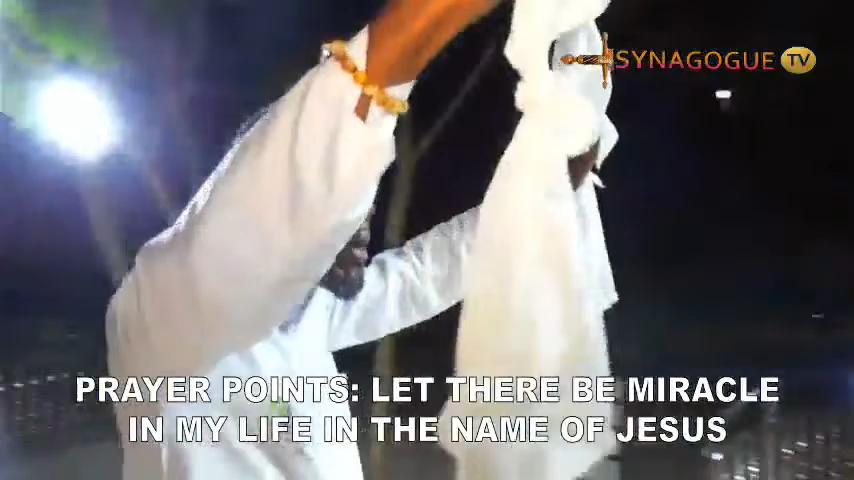 SYNAGOGUE TV
PRAYER POINTS: LET THERE BE MIRACLE
IN MY LIFE IN THE NAME OF JESUS